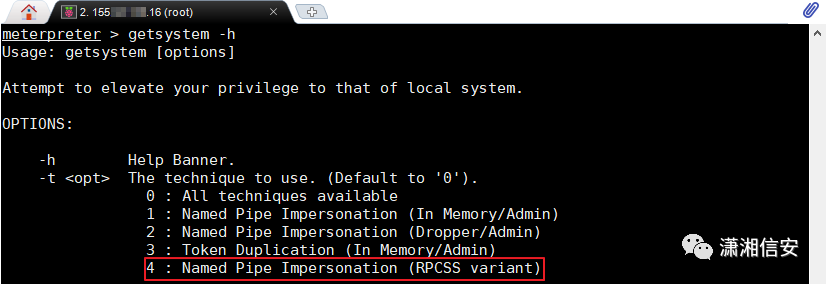 2. 155 .16 (root)
meterpreter > getsystem -h
Usage: getsystem [options]
Attempt to elevate your privilege to that of local system.
OPTIONS:
-h Help Banner.
-t <opt> The technique to use. (Default to '0').
0 : All techniques available
1 : Named Pipe Impersonation (In Memory/Admin)
2 : Named Pipe Impersonation (Dropper/Admin)
3 : Token Duplication (In Memory/Admin)
4 : Named Pipe Impersonation (RPCSS variant)
潇湘信安